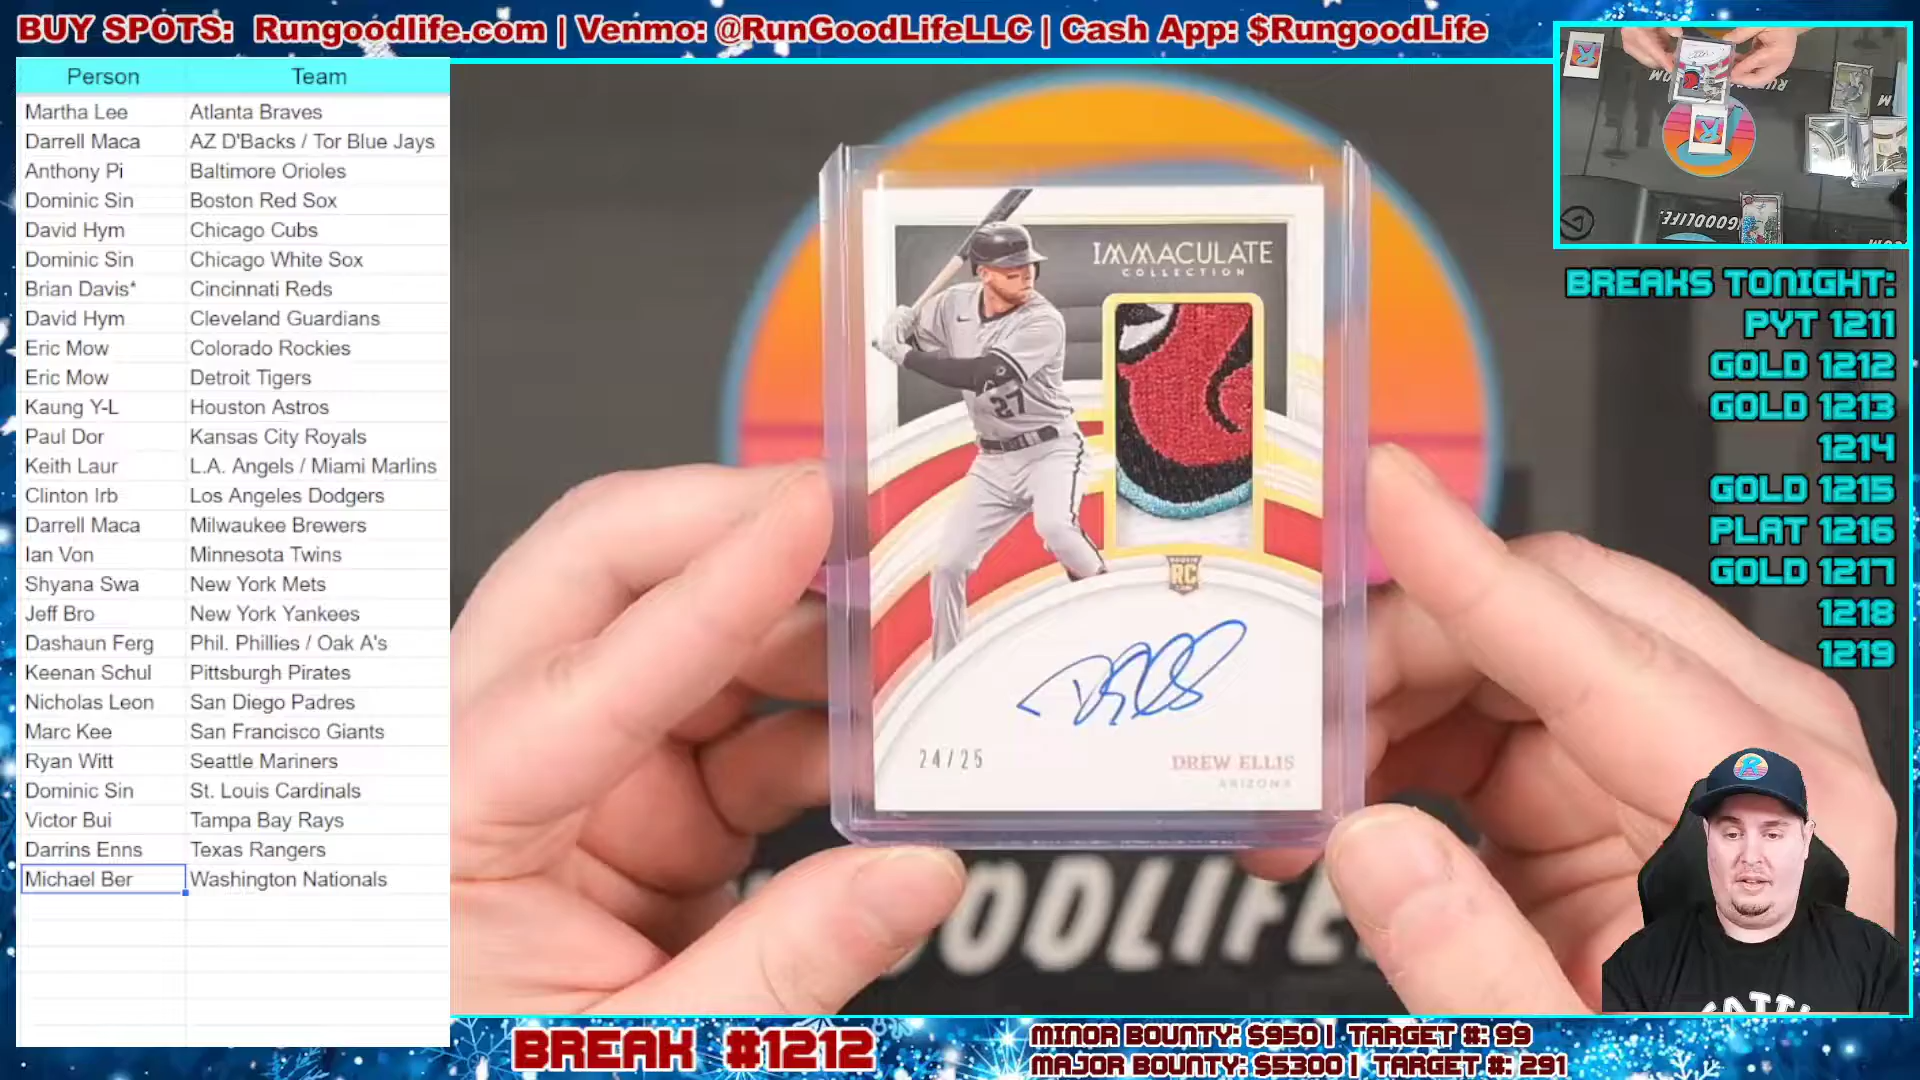 BUY SPOTS: Rungoodlife.com | Venmo: @RunGoodLifeLLC | Cash App: $RungoodLife
Person Team
Martha Lee Atlanta Braves
Darrell Maca AZ D'Backs / Tor Blue Jays
Anthony Pi Baltimore Orioles
Dominic Sin Boston Red Sox
David Hym Chicago Cubs
Dominic Sin Chicago White Sox
Brian Davis* Cincinnati Reds
David Hym Cleveland Guardians
Eric Mow Colorado Rockies
Eric Mow Detroit Tigers
Kaung Y-L Houston Astros
Paul Dor Kansas City Royals
Keith Laur L.A. Angels / Miami Marlins
Clinton Irb Los Angeles Dodgers
Darrell Maca Milwaukee Brewers
Ian Von Minnesota Twins
Shyana Swa New York Mets
Jeff Bro New York Yankees
Dashaun Ferg Phil. Phillies / Oak A's
Keenan Schul Pittsburgh Pirates
Nicholas Leon San Diego Padres
Marc Kee San Francisco Giants
Ryan Witt Seattle Mariners
Dominic Sin St. Louis Cardinals
Victor Bui Tampa Bay Rays
Darrins Enns Texas Rangers
Michael Ber Washington Nationals
IMMACULATE
COLLECTION
27
RC
24/25
DREW ELLIS
ARIZONA
OODLIFE
GOODLIFE.
BREAKS TONIGHT:
PYT 1211
GOLD 1212
GOLD 1213
1214
GOLD 1215
PLAT 1216
GOLD 1217
1218
1219
BREAK #1212
MINOR BOUNTY: $950 | TARGET #: 99
MAJOR BOUNTY: $5300 | TARGET #: 291